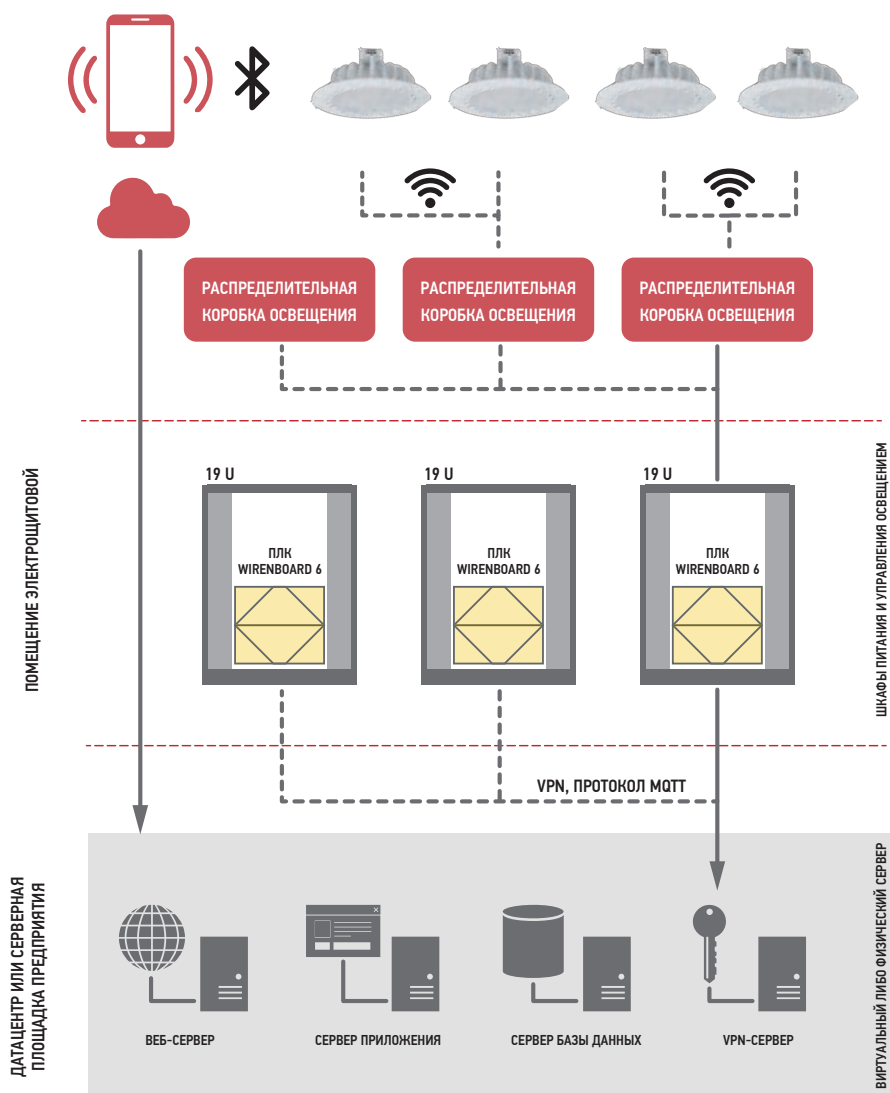 РАСПРЕДЕЛИТЕЛЬНАЯ
КОРОБКА ОСВЕЩЕНИЯ
РАСПРЕДЕЛИТЕЛЬНАЯ
КОРОБКА ОСВЕЩЕНИЯ
РАСПРЕДЕЛИТЕЛЬНАЯ
КОРОБКА ОСВЕЩЕНИЯ
ПОМЕЩЕНИЕ ЭЛЕКТРОЩИТОВОЙ
19 U
ПЛК
WIRENBOARD 6
19 U
ПЛК
WIRENBOARD 6
19 U
ПЛК
WIRENBOARD 6
ШКАФЫ ПИТАНИЯ И УПРАВЛЕНИЯ ОСВЕЩЕНИЕМ
VPN, ПРОТОКОЛ MQTT
ДАТАЦЕНТР ИЛИ СЕРВЕРНАЯ
ПЛОЩАДКА ПРЕДПРИЯТИЯ
ВЕБ-СЕРВЕР
СЕРВЕР ПРИЛОЖЕНИЯ
СЕРВЕР БАЗЫ ДАННЫХ
VPN-СЕРВЕР
ВИРТУАЛЬНЫЙ ЛИБО ФИЗИЧЕСКИЙ СЕРВЕР